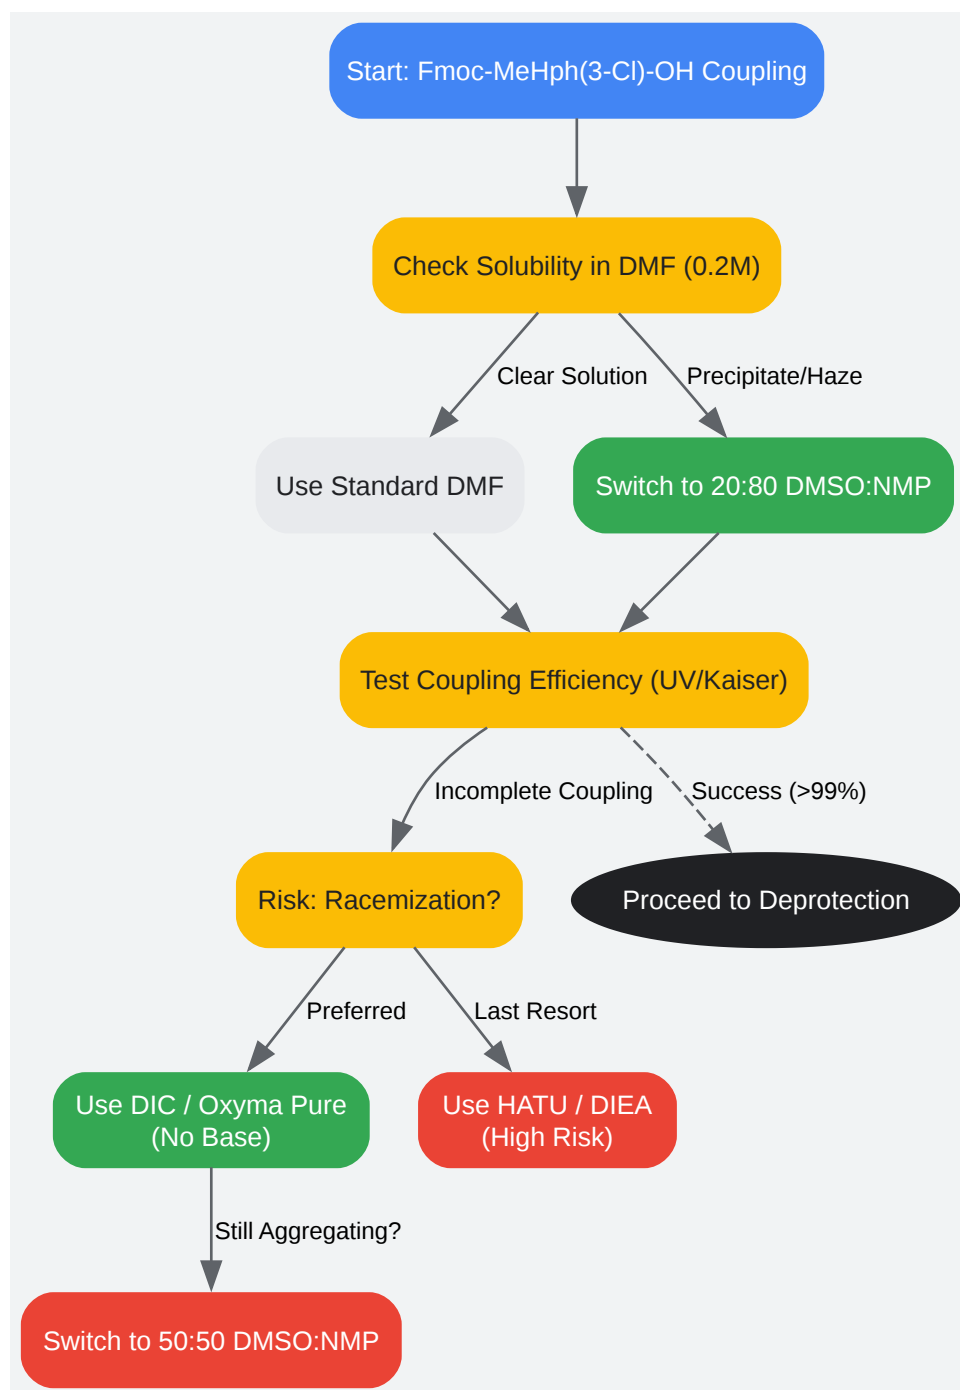 Start: Fmoc-MeHph(3-Cl)-OH Coupling
Check Solubility in DMF (0.2M)
Clear Solution
Precipitate/Haze
Use Standard DMF
Switch to 20:80 DMSO:NMP
Test Coupling Efficiency (UV/Kaiser)
Incomplete Coupling
Success (>99%)
Risk: Racemization?
Proceed to Deprotection
Preferred
Last Resort
Use DIC / Oxyma Pure
(No Base)
Use HATU / DIEA
(High Risk)
Still Aggregating?
Switch to 50:50 DMSO:NMP